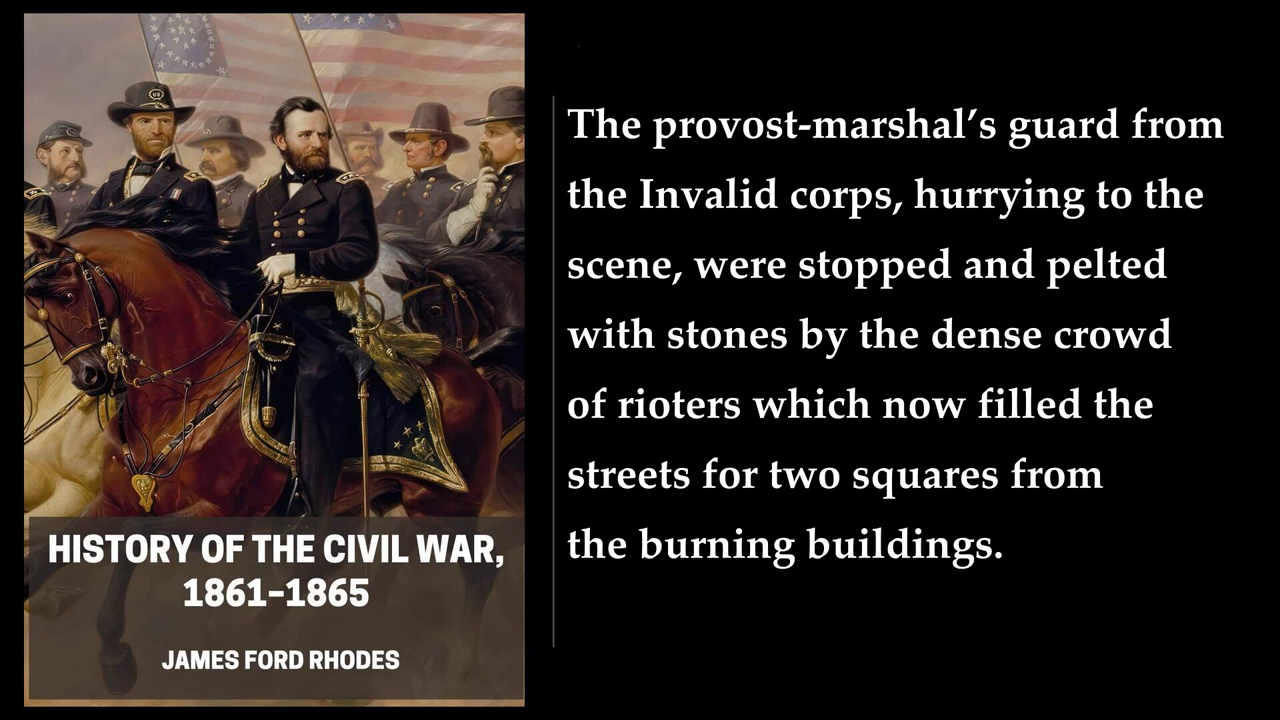 HISTORY OF THE CIVIL WAR,
1861–1865
JAMES FORD RHODES
The provost-marshal’s guard from
the Invalid corps, hurrying to the
scene, were stopped and pelted
with stones by the dense crowd
of rioters which now filled the
streets for two squares from
the burning buildings.